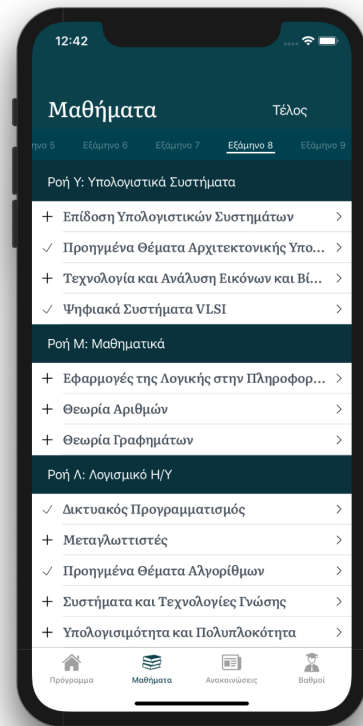 12:42
Μαθήματα
Τέλος
ηνο 5 Εξάμηνο 6 Εξάμηνο 7 Εξάμηνο 8 Εξάμηνο 9
Ροή Υ: Υπολογιστικά Συστήματα
+ Επίδοση Υπολογιστικών Συστημάτων >
✓ Προηγμένα Θέματα Αρχιτεκτονικής Υπο... >
+ Τεχνολογία και Ανάλυση Εικόνων και Βί... >
✓ Ψηφιακά Συστήματα VLSI >
Ροή Μ: Μαθηματικά
+ Εφαρμογές της Λογικής στην Πληροφορ... >
+ Θεωρία Αριθμών >
+ Θεωρία Γραφημάτων >
Ροή Λ: Λογισμικό Η/Υ
✓ Δικτυακός Προγραμματισμός >
+ Μεταγλωττιστές >
✓ Προηγμένα Θέματα Αλγορίθμων >
+ Συστήματα και Τεχνολογίες Γνώσης >
+ Υπολογισιμότητα και Πολυπλοκότητα >
Πρόγραμμα Μαθήματα Ανακοινώσεις Βαθμοί